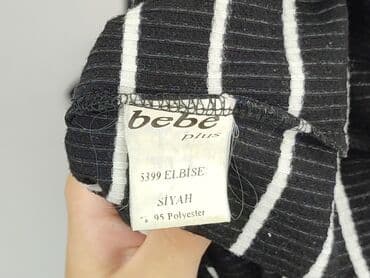 bebe
plus
5399 ELBİSE
SİYAH
% 95 Polyester